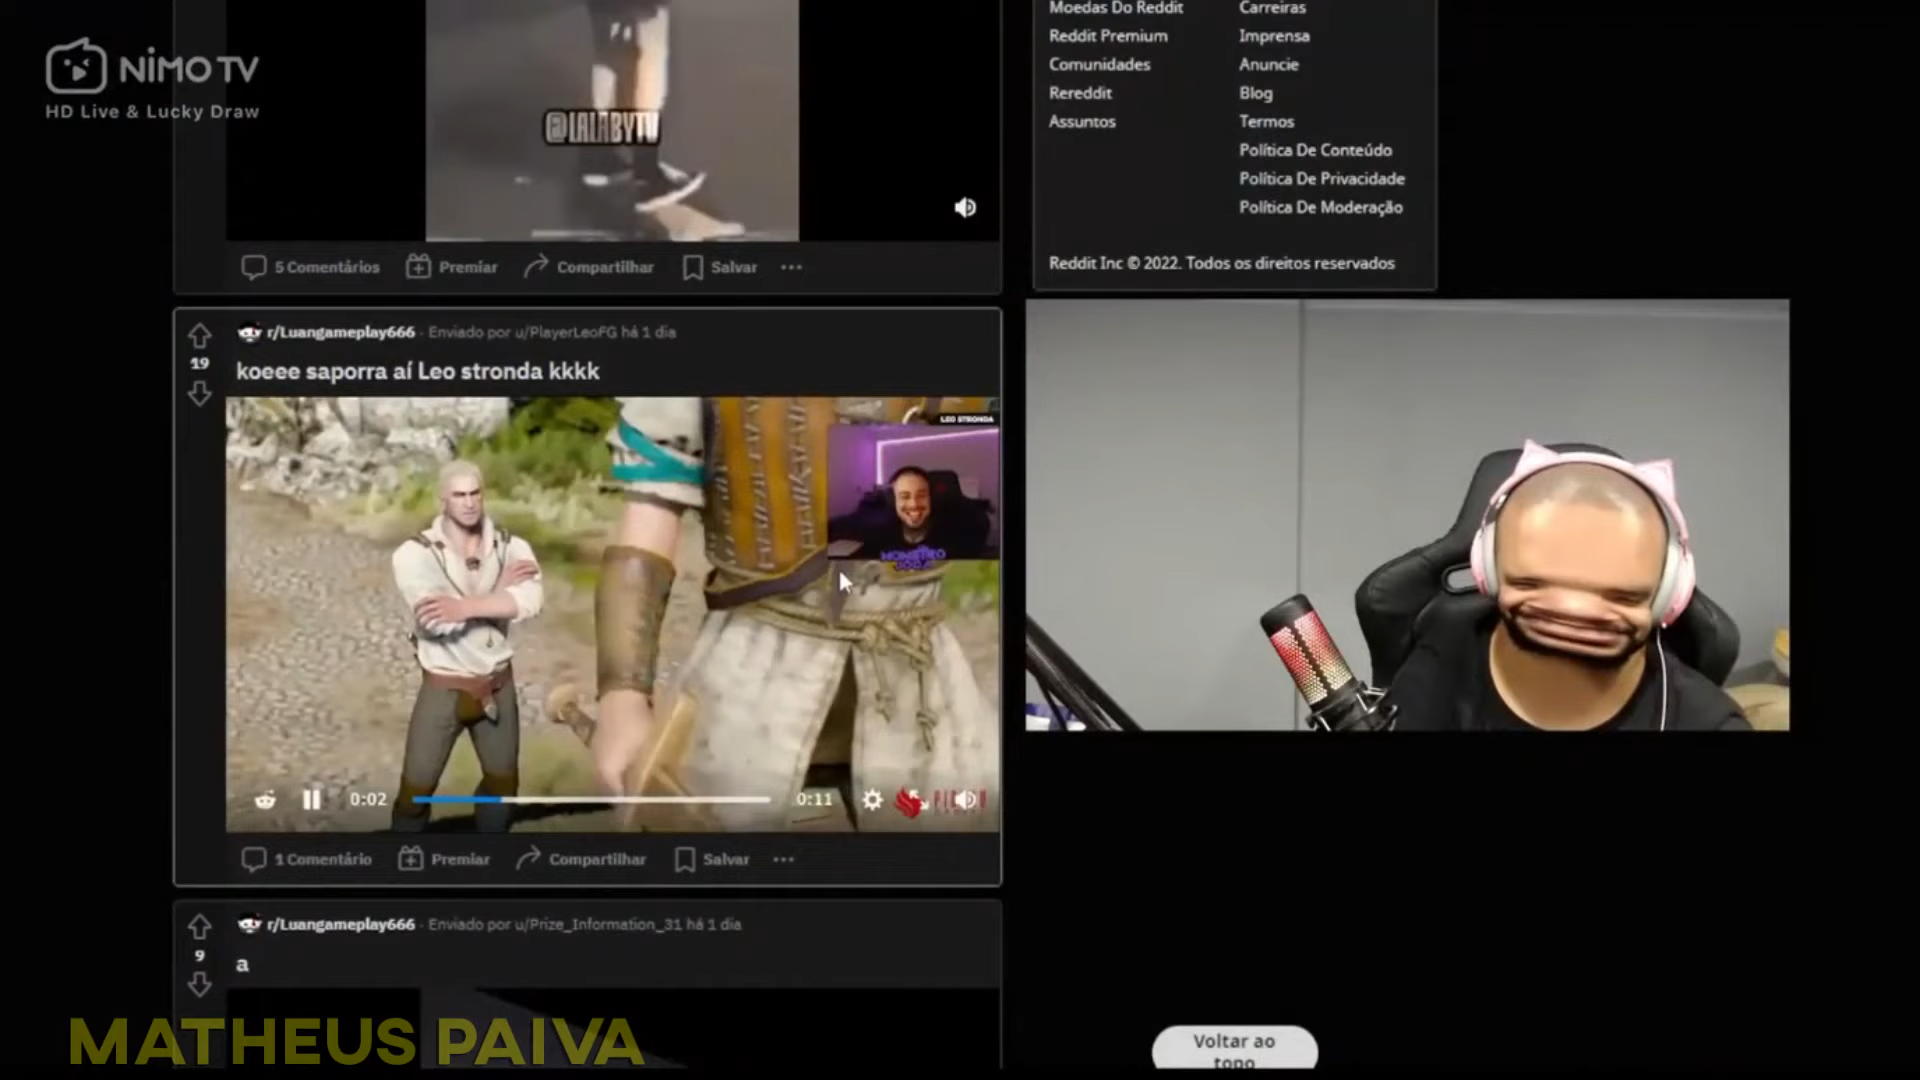 NIMO TV
HD Live & Lucky Draw
@LALABYTV
5 Comentários
Premiar
Compartilhar
Salvar
Moedas Do Reddit
Reddit Premium
Comunidades
Rereddit
Assuntos
Carreiras
Imprensa
Anuncie
Blog
Termos
Política De Conteúdo
Política De Privacidade
Política De Moderação
Reddit Inc © 2022. Todos os direitos reservados
r/Luangameplay666 · Enviado por u/PlayerLeoFG há 1 dia
19
koeee saporra aí Leo stronda kkkk
LEO STRONDA
0:02
0:11
1 Comentário
Premiar
Compartilhar
Salvar
r/Luangameplay666 · Enviado por u/Prize_Information_31 há 1 dia
9
a
MATHEUS PAIVA
Voltar ao
topo